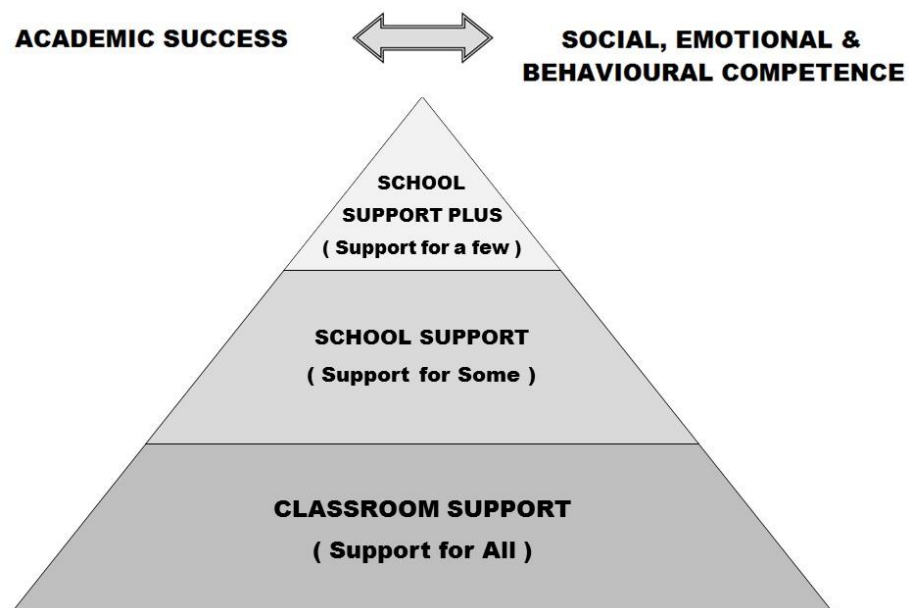 ACADEMIC SUCCESS
SOCIAL, EMOTIONAL &
BEHAVIOURAL COMPETENCE
SCHOOL
SUPPORT PLUS
( Support for a few )
SCHOOL SUPPORT
( Support for Some )
CLASSROOM SUPPORT
( Support for All )